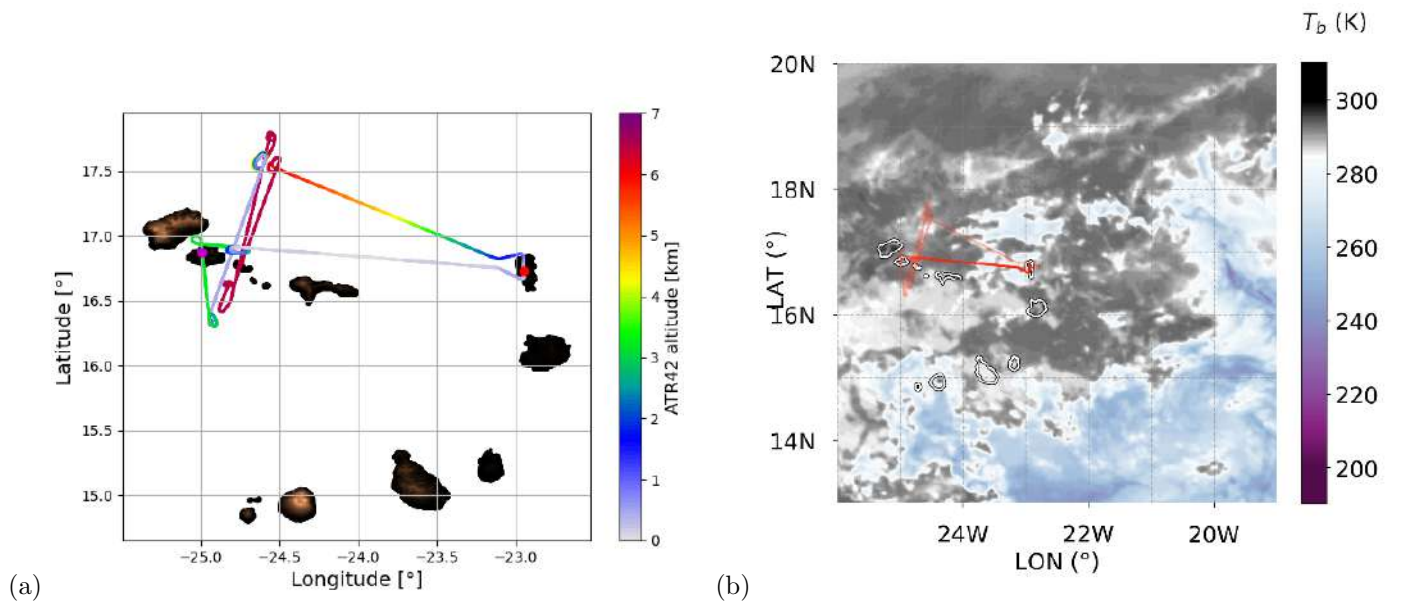 T_b (K)
20N
18N
16N
14N
LAT (°)
24W
22W
20W
LON (°)
300
280
260
240
220
200
(b)
17.5
17.0
16.5
16.0
15.5
15.0
Latitude [°]
−25.0
−24.5
−24.0
−23.5
−23.0
Longitude [°]
7
6
5
4
3
2
1
0
ATR42 altitude [km]
(a)